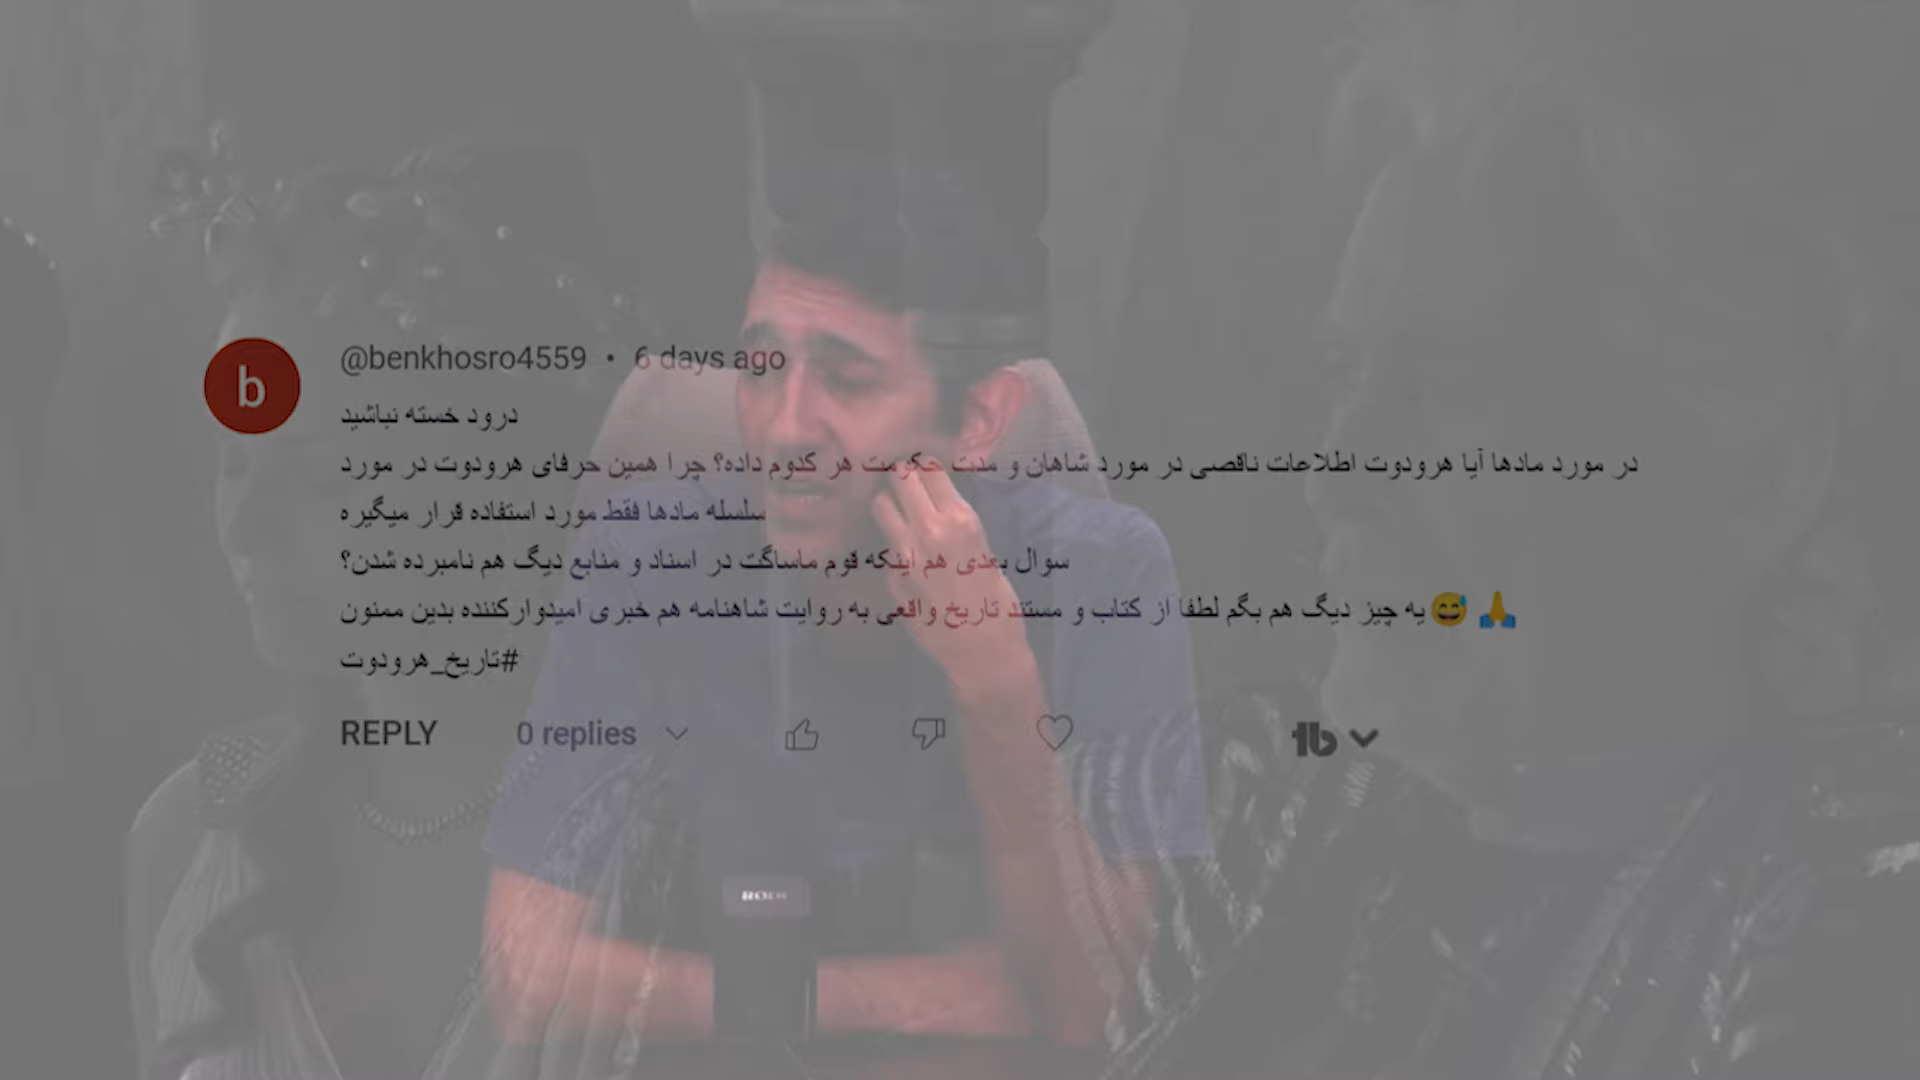 b
@benkhosro4559 • 6 days ago
درود خسته نباشید
در مورد مادها آیا هرودوت اطلاعات ناقصی در مورد شاهان و مدت حکومت هر کدوم داده؟ چرا همین حرفای هرودوت در مورد
سلسله مادها فقط مورد استفاده قرار میگیره
سوال بعدی هم اینکه قوم ماساگت در اسناد و منابع دیگ هم نامبرده شدن؟
یه چیز دیگ هم بگم لطفا از کتاب و مستند تاریخ واقعی به روایت شاهنامه هم خبری امیدوارکننده بدین ممنون 😅 🙏
#تاریخ_هرودوت
REPLY 0 replies